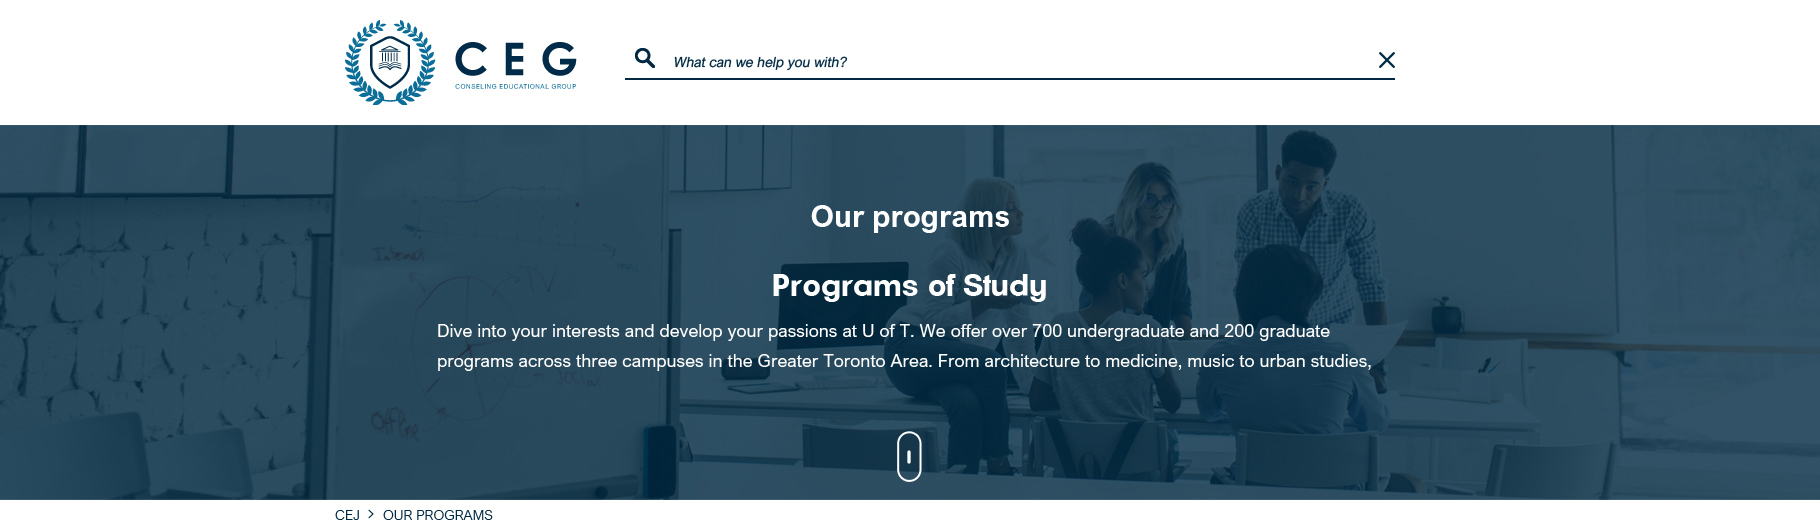 CEG
CONSELING EDUCATIONAL GROUP
What can we help you with?
Our programs
Programs of Study
Dive into your interests and develop your passions at U of T. We offer over 700 undergraduate and 200 graduate
programs across three campuses in the Greater Toronto Area. From architecture to medicine, music to urban studies,
CEJ > OUR PROGRAMS